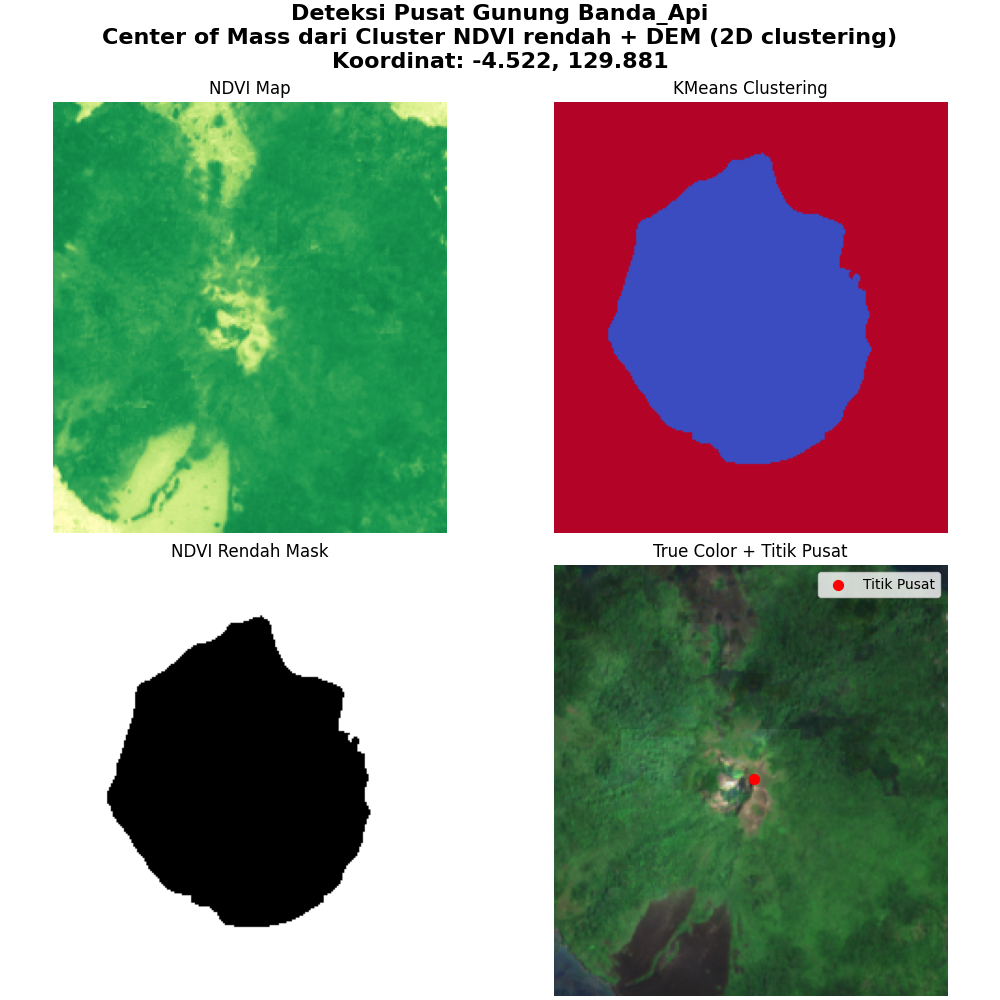 Deteksi Pusat Gunung Banda_Api
Center of Mass dari Cluster NDVI rendah + DEM (2D clustering)
Koordinat: -4.522, 129.881
NDVI Map
KMeans Clustering
NDVI Rendah Mask
True Color + Titik Pusat
Titik Pusat